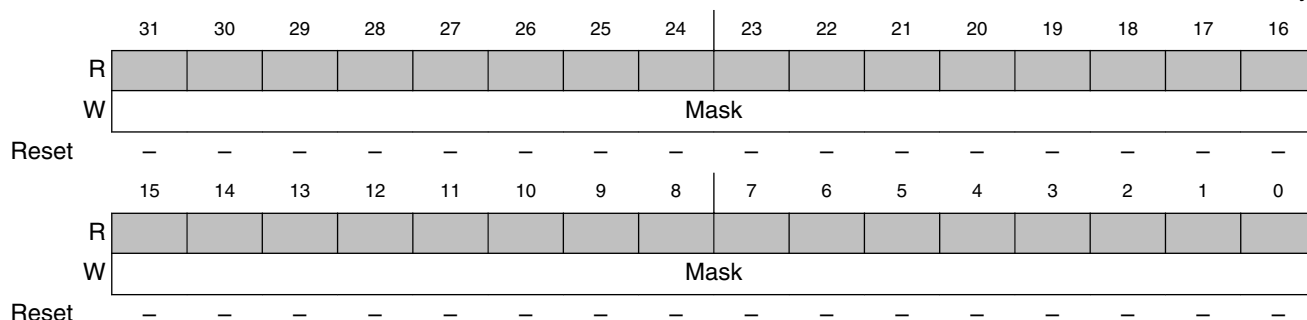 31 30 29 28 27 26 25 24 23 22 21 20 19 18 17 16
R
W Mask
Reset – – – – – – – – – – – – – – – –
15 14 13 12 11 10 9 8 7 6 5 4 3 2 1 0
R
W Mask
Reset – – – – – – – – – – – – – – – –